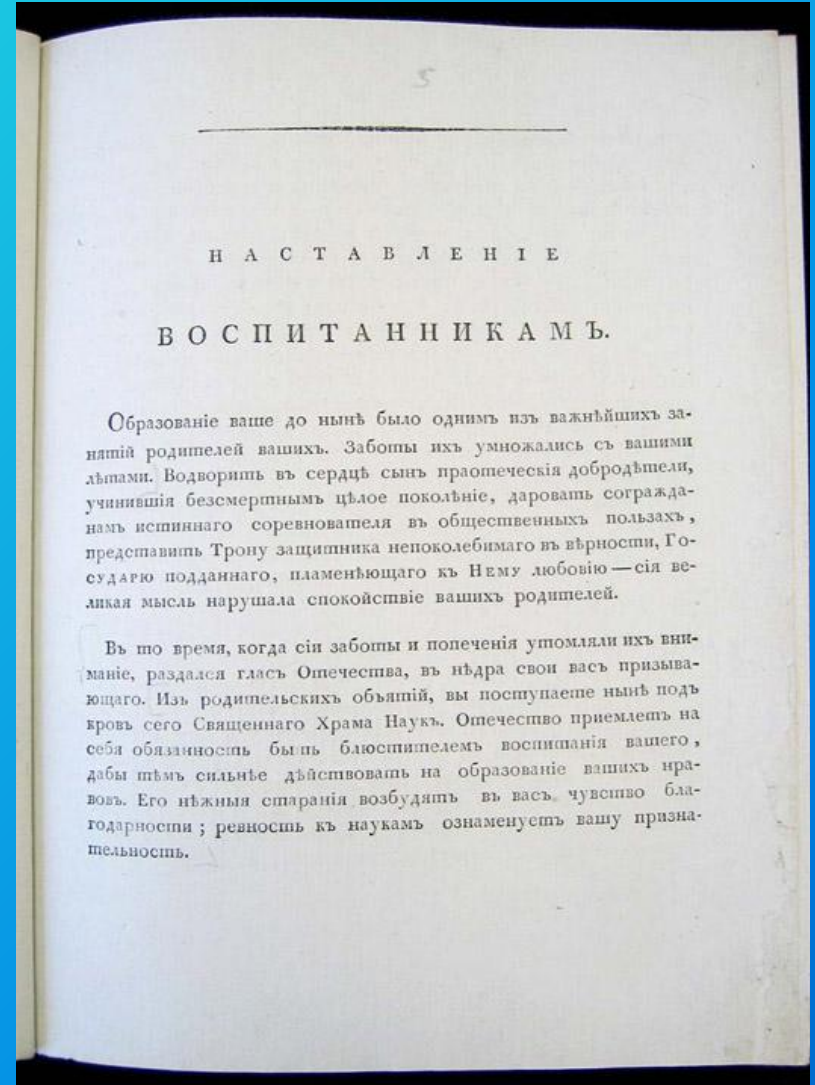 5
НАСТАВЛЕНІЕ
ВОСПИТАННИКАМЪ.
Образованіе ваше до нынѣ было однимъ изъ важнѣйшихъ за-
нятій родителей вашихъ. Заботы ихъ умножались съ вашими
лѣтами. Водворить въ сердцѣ сынъ праотеческія добродѣтели,
учинившія безсмертнымъ цѣлое поколѣніе, даровать согражда-
намъ истиннаго соревнователя въ общественныхъ пользахъ,
представить Трону защитника непоколебимаго въ вѣрности, Го-
сударю подданнаго, пламенѣющаго къ Нему любовію — сія ве-
ликая мысль нарушала спокойствіе вашихъ родителей.
Въ то время, когда сіи заботы и попеченія утомляли ихъ вни-
маніе, раздался гласъ Отечества, въ нѣдра свои васъ призыва-
ющаго. Изъ родительскихъ объятій, вы поступаете нынѣ подъ
кровъ сего Священнаго Храма Наукъ. Отечество приемлетъ на
себя обязанность быть блюстителемъ воспитанія вашего,
дабы тѣмъ сильнѣе дѣйствовать на образованіе вашихъ нра-
вовъ. Его нѣжныя старанія возбудятъ въ васъ чувство бла-
годарности; ревность къ наукамъ ознаменуетъ вашу призна-
тельность.